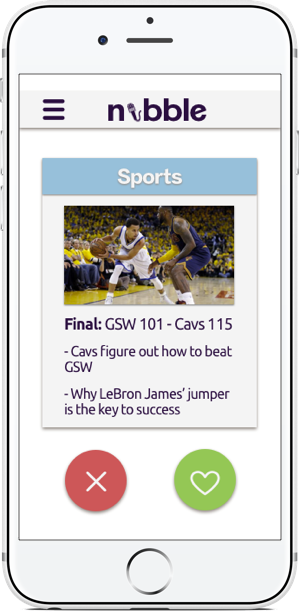 nibble
Sports
Final: GSW 101 - Cavs 115
- Cavs figure out how to beat
GSW
- Why LeBron James’ jumper
is the key to success